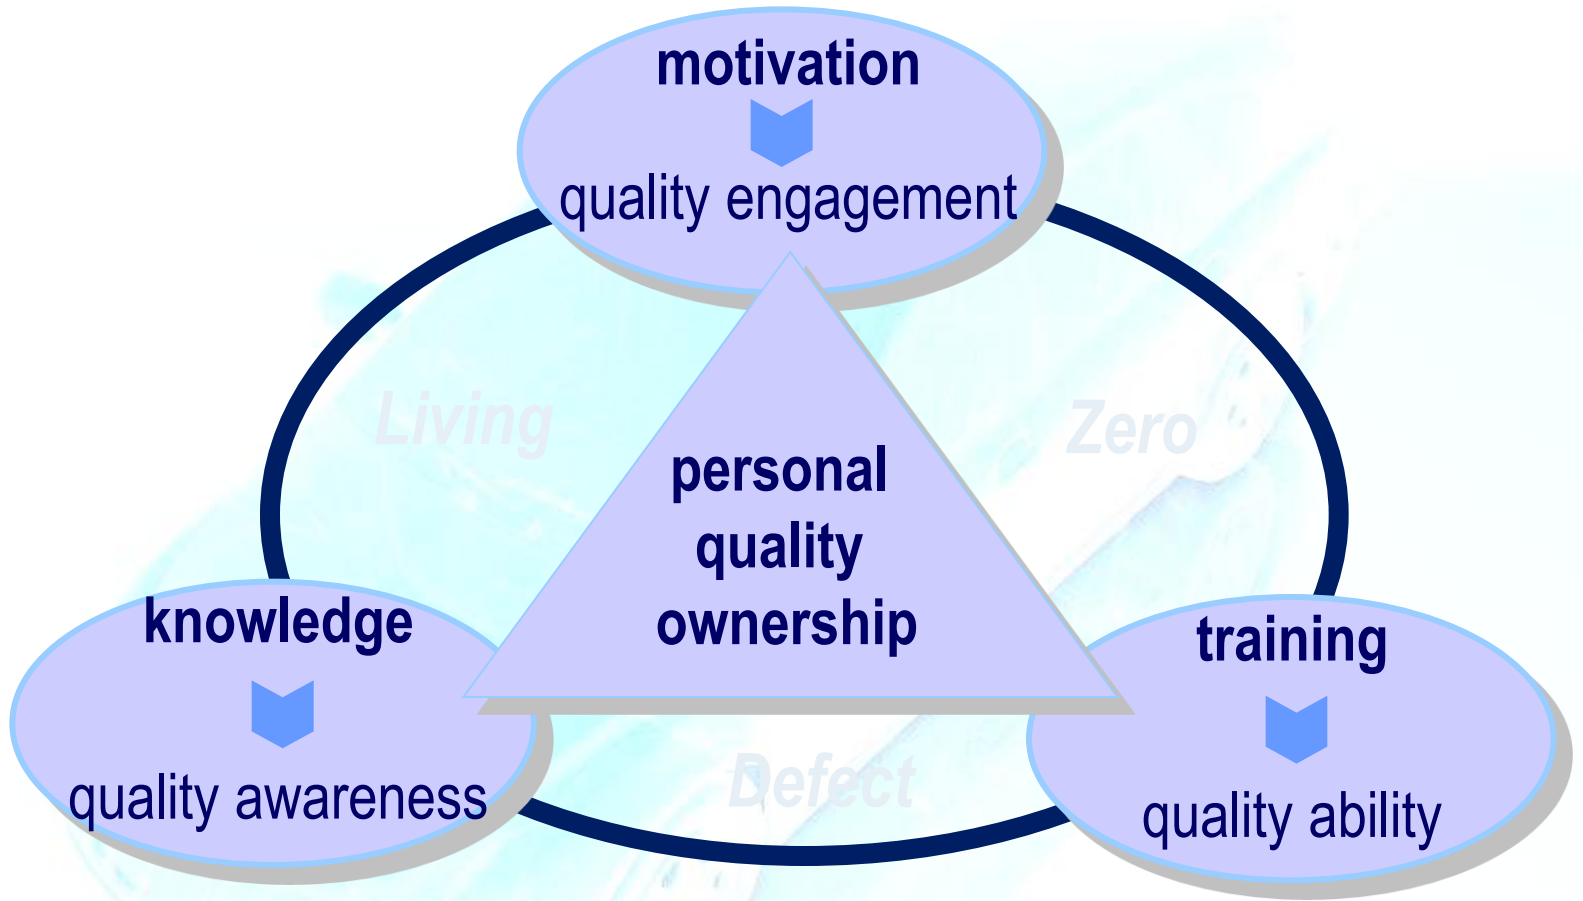 motivation
quality engagement
Living
Zero
personal
quality
ownership
knowledge
quality awareness
training
quality ability
Defect